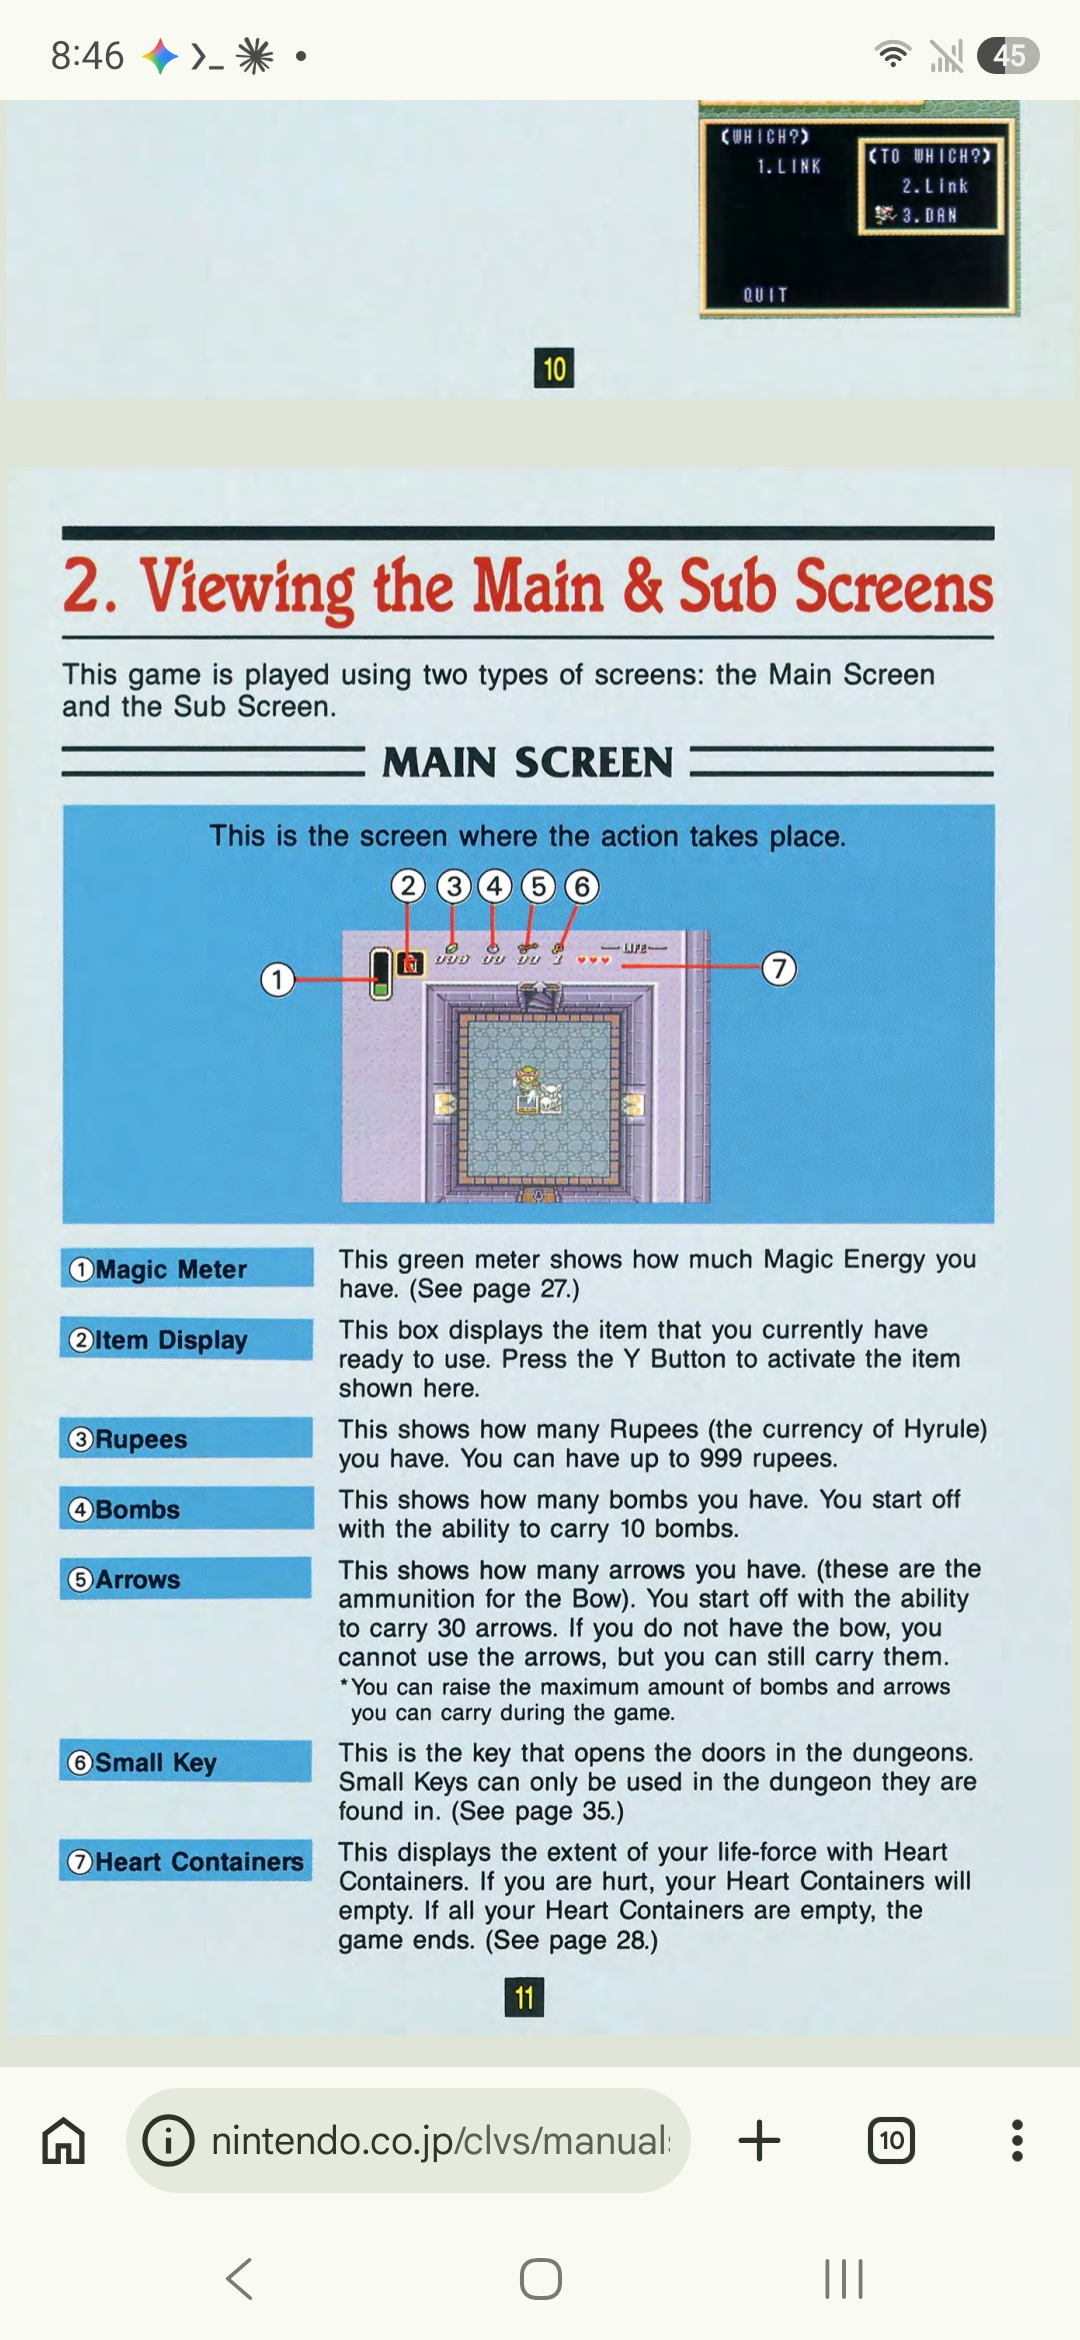 8:46
45
(WHICH?)
1.LINK
(TO WHICH?)
2.Link
3.DAN
QUIT
10
2. Viewing the Main & Sub Screens
This game is played using two types of screens: the Main Screen
and the Sub Screen.
MAIN SCREEN
This is the screen where the action takes place.
2 3 4 5 6
LIFE
1
7
①Magic Meter
This green meter shows how much Magic Energy you
have. (See page 27.)
②Item Display
This box displays the item that you currently have
ready to use. Press the Y Button to activate the item
shown here.
③Rupees
This shows how many Rupees (the currency of Hyrule)
you have. You can have up to 999 rupees.
④Bombs
This shows how many bombs you have. You start off
with the ability to carry 10 bombs.
⑤Arrows
This shows how many arrows you have. (these are the
ammunition for the Bow). You start off with the ability
to carry 30 arrows. If you do not have the bow, you
cannot use the arrows, but you can still carry them.
*You can raise the maximum amount of bombs and arrows
you can carry during the game.
⑥Small Key
This is the key that opens the doors in the dungeons.
Small Keys can only be used in the dungeon they are
found in. (See page 35.)
⑦Heart Containers
This displays the extent of your life-force with Heart
Containers. If you are hurt, your Heart Containers will
empty. If all your Heart Containers are empty, the
game ends. (See page 28.)
11
nintendo.co.jp/clvs/manual
10